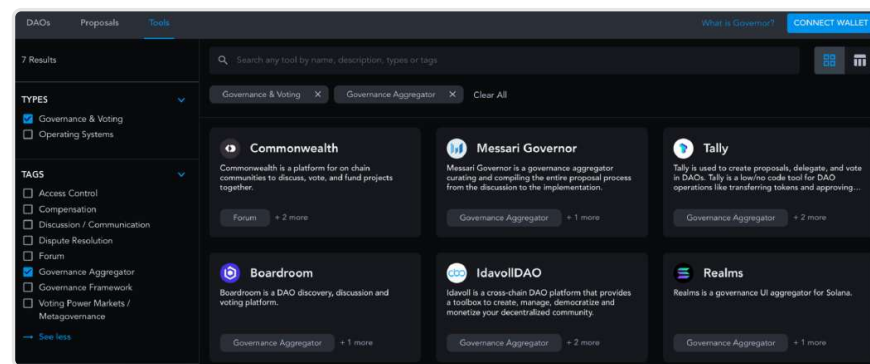 DAOs Proposals Tools What is Governor? CONNECT WALLET
7 Results
Search any tool by name, description, types or tags
Governance & Voting X Governance Aggregator X Clear All
TYPES
Governance & Voting
Operating Systems
TAGS
Access Control
Compensation
Discussion / Communication
Dispute Resolution
Forum
Governance Aggregator
Governance Framework
Voting Power Markets /
Metagovernance
→ See less
Commonwealth
Commonwealth is a platform for on chain
communities to discuss, vote, and fund projects
together.
Forum + 2 more
Messari Governor
Messari Governor is a governance aggregator
curating and compiling the entire proposal process
from the discussion to the implementation.
Governance Aggregator + 1 more
Tally
Tally is used to create proposals, delegate, and vote
in DAOs. Tally is a low/no code tool for DAO
operations like transferring tokens and approving...
Governance Aggregator + 2 more
Boardroom
Boardroom is a DAO discovery, discussion and
voting platform.
Governance Aggregator + 1 more
cbo
IdavollDAO
Idavoll is a cross-chain DAO platform that provides
a toolbox to create, manage, democratize and
monetize your decentralized community.
Governance Aggregator + 2 more
Realms
Realms is a governance UI aggregator for Solana.
Governance Aggregator + 1 more